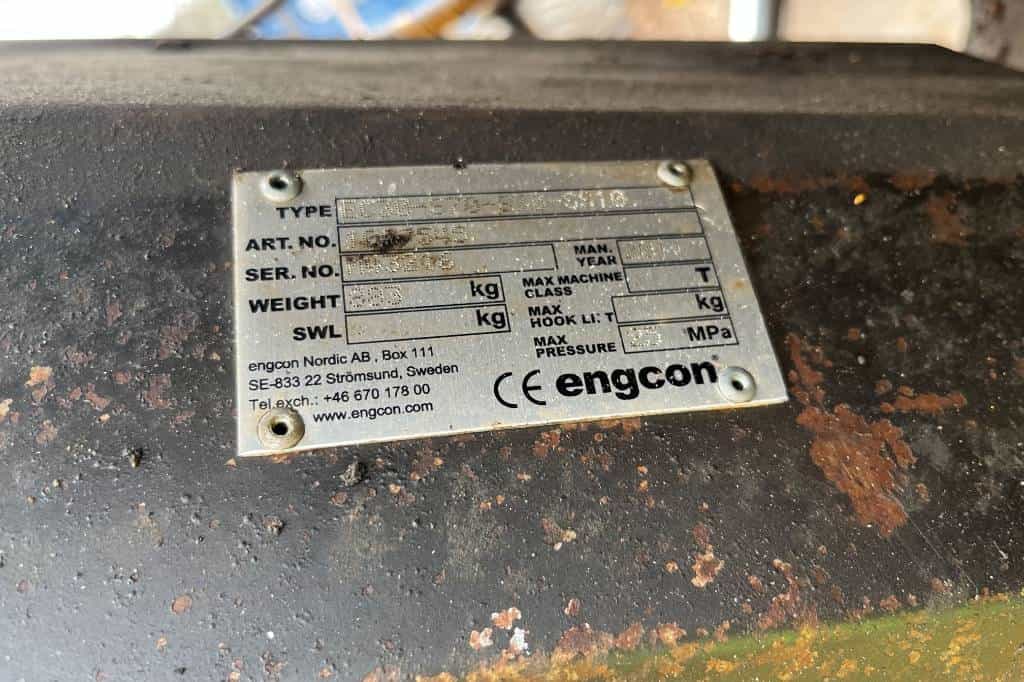 TYPE
ART. NO.
SER. NO. MAN. YEAR
WEIGHT kg MAX MACHINE CLASS T
SWL kg MAX HOOK LI T kg
MAX PRESSURE 25 MPa
engcon Nordic AB , Box 111
SE-833 22 Strömsund, Sweden
Tel.exch.: +46 670 178 00
www.engcon.com
CE engcon